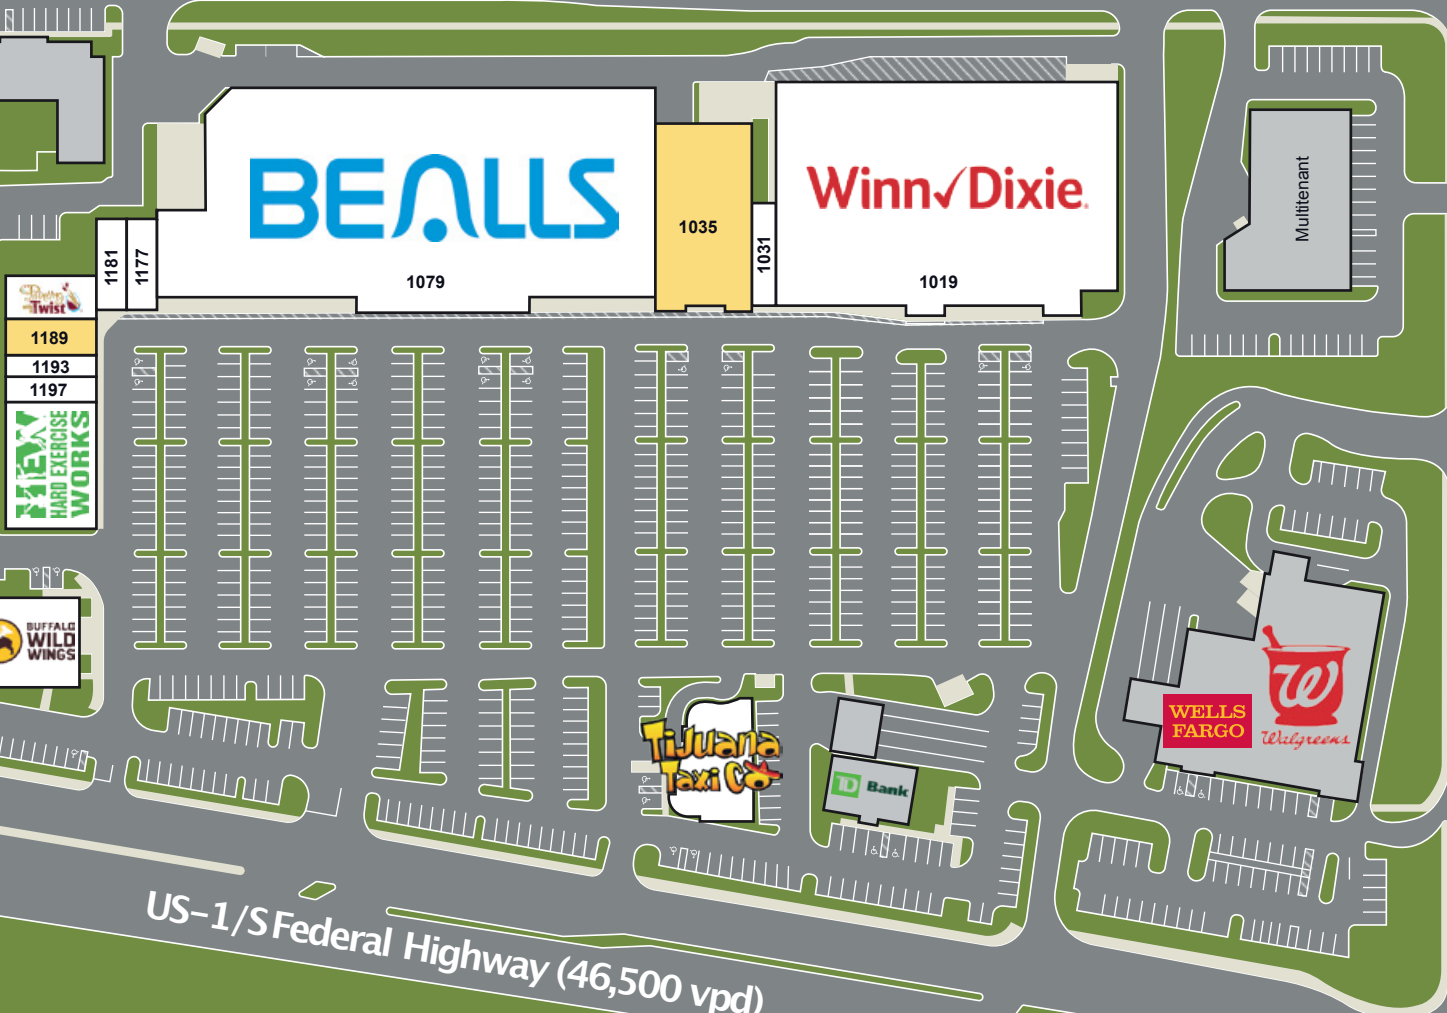 BEALLS
1079
1035
1031
Winn✓Dixie
1019
Multitenant
1181
1177
Twist
1189
1193
1197
HEW
HARD EXERCISE
WORKS
BUFFALO
WILD
WINGS
TiJuana
Taxi Co
TD Bank
WELLS
FARGO
W
Walgreens
US-1/S Federal Highway (46,500 vpd)